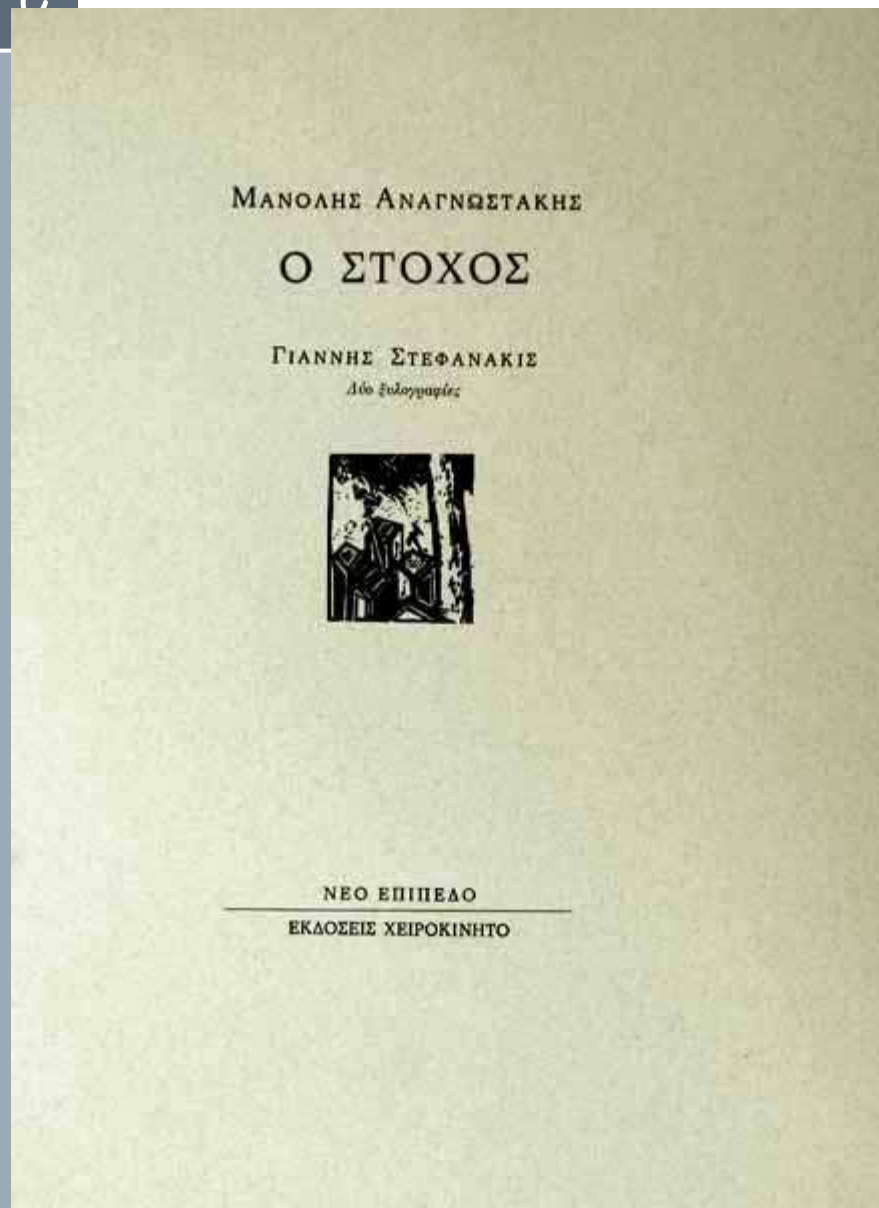 ΜΑΝΟΛΗΣ ΑΝΑΓΝΩΣΤΑΚΗΣ
Ο ΣΤΟΧΟΣ
ΓΙΑΝΝΗΣ ΣΤΕΦΑΝΑΚΙΣ
Δύο ξυλογραφίες
ΝΕΟ ΕΠΙΠΕΔΟ
ΕΚΔΟΣΕΙΣ ΧΕΙΡΟΚΙΝΗΤΟ